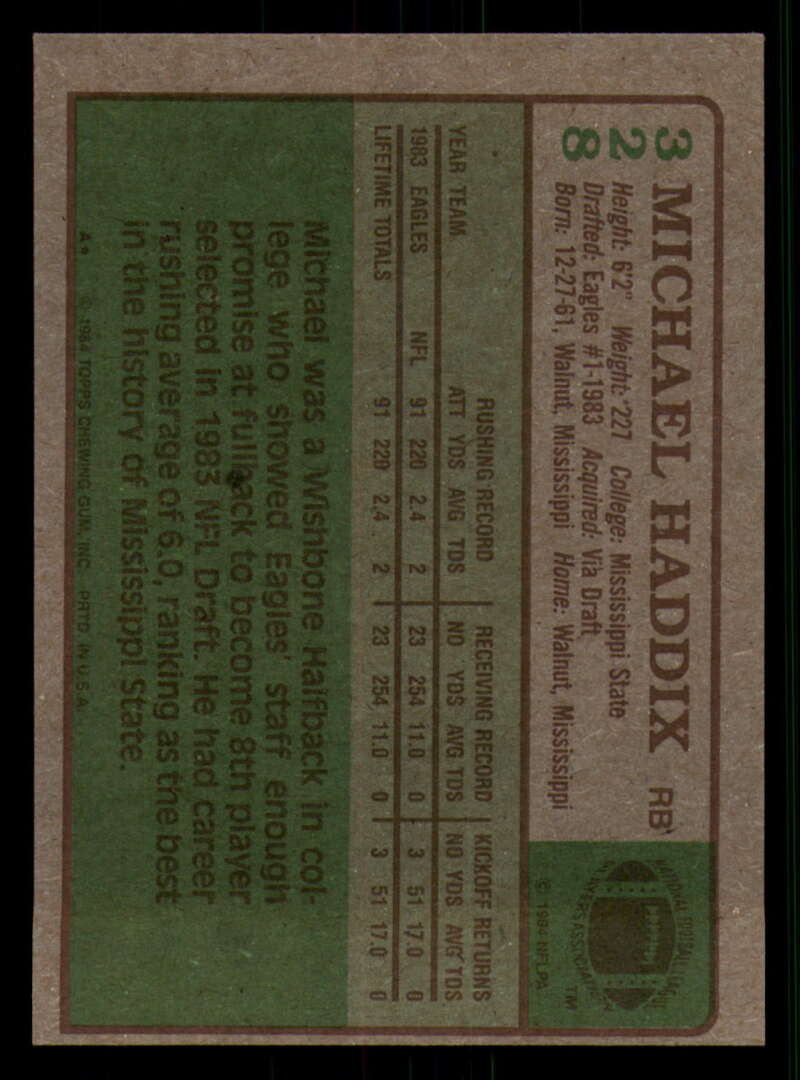 328
MICHAEL HADDIX RB
Height: 6'2" Weight: 227 College: Mississippi State
Drafted: Eagles #1-1983 Acquired: Via Draft
Born: 12-27-61, Walnut, Mississippi Home: Walnut, Mississippi
NATIONAL FOOTBALL LEAGUE
PLAYERS ASSOCIATION
TM
© 1984 NFLPA
RUSHING RECORD RECEIVING RECORD KICKOFF RETURNS
YEAR TEAM ATT YDS AVG TDS NO YDS AVG TDS NO YDS AVG TDS
1983 EAGLES NFL 91 220 2.4 2 23 254 11.0 0 3 51 17.0 0
LIFETIME TOTALS 91 220 2.4 2 23 254 11.0 0 3 51 17.0 0
Michael was a Wishbone Halfback in col-
lege who showed Eagles' staff enough
promise at fullback to become 8th player
selected in 1983 NFL Draft. He had career
rushing average of 6.0, ranking as the best
in the history of Mississippi State.
A* © 1984 TOPPS CHEWING GUM, INC. PRTD. IN U.S.A.